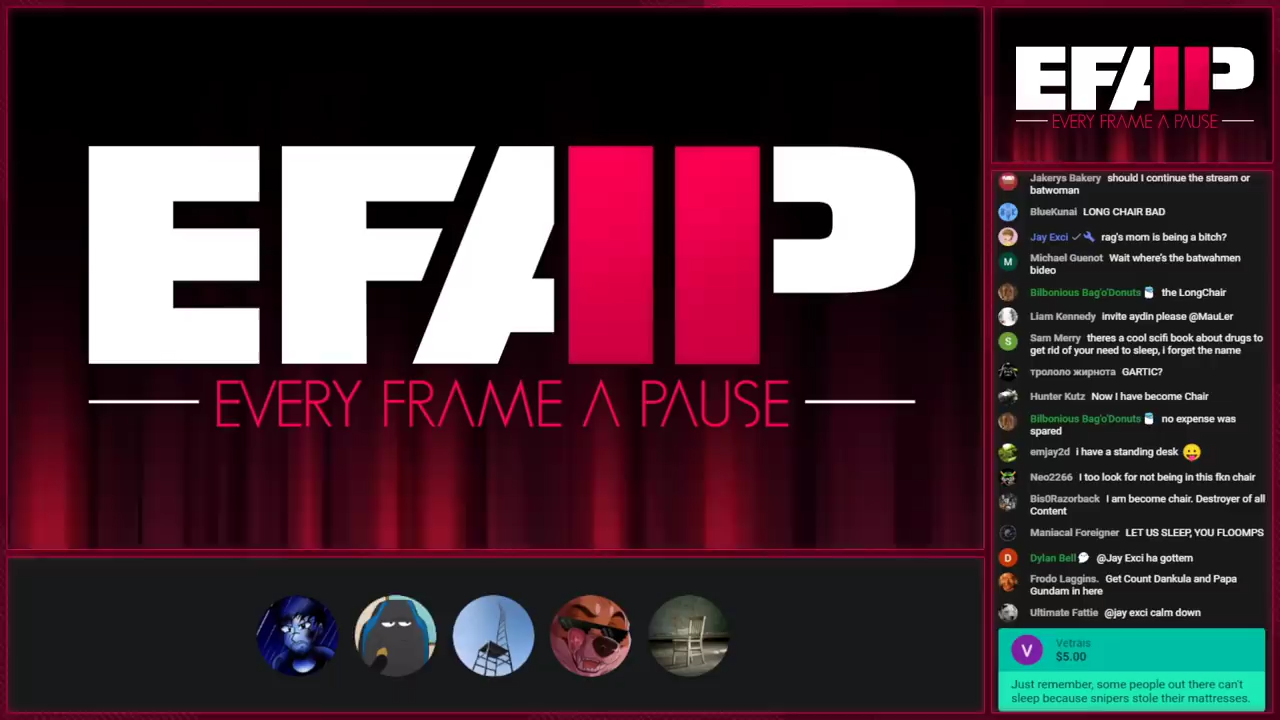 EFAP
EVERY FRAME A PAUSE
EFAP
EVERY FRAME A PAUSE
Jakerys Bakery should I continue the stream or
batwoman
BlueKunai LONG CHAIR BAD
Jay Exci rag's mom is being a bitch?
M
Michael Guenot Wait where's the batwahmen
bideo
Bilbonious Bag'o'Donuts the LongChair
Liam Kennedy invite aydin please @MauLer
S
Sam Merry theres a cool scifi book about drugs to
get rid of your need to sleep, i forget the name
трололо жирнота GARTIC?
Hunter Kutz Now I have become Chair
Bilbonious Bag'o'Donuts no expense was
spared
emjay2d i have a standing desk 😛
Neo2266 I too look for not being in this fkn chair
Bis0Razorback I am become chair. Destroyer of all
Content
Maniacal Foreigner LET US SLEEP, YOU FLOOMPS
D
Dylan Bell @Jay Exci ha gottem
Frodo Laggins. Get Count Dankula and Papa
Gundam in here
Ultimate Fattie @jay exci calm down
V
Vetrais
$5.00
Just remember, some people out there can't
sleep because snipers stole their mattresses.